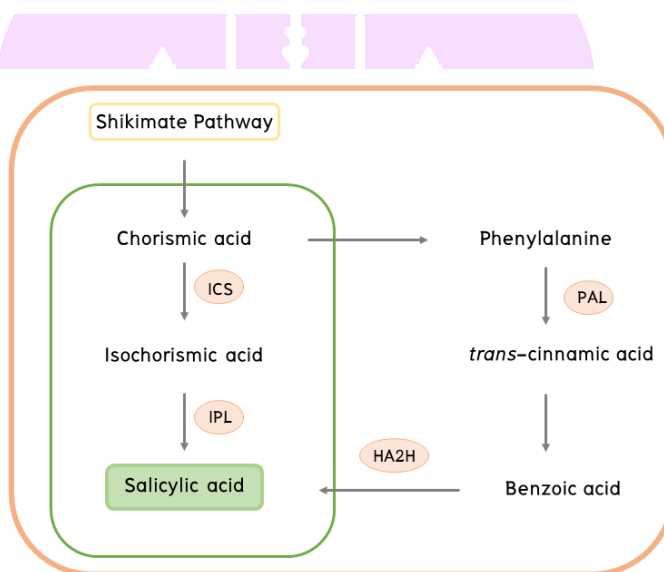 Shikimate Pathway
Chorismic acid
Phenylalanine
ICS
PAL
Isochorismic acid
trans-cinnamic acid
IPL
HA2H
Salicylic acid
Benzoic acid